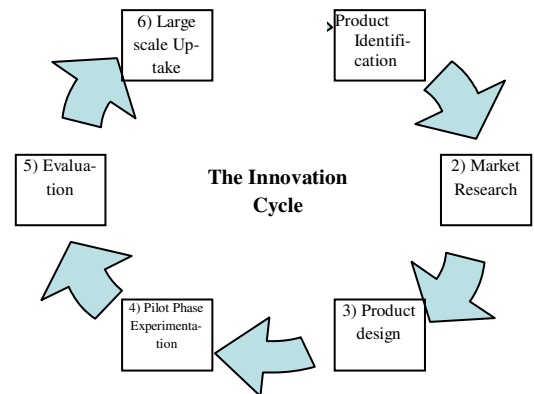 Product
Identifi-
cation
2) Market
Research
3) Product
design
4) Pilot Phase
Experimenta-
tion
5) Evalua-
tion
6) Large
scale Up-
take
The Innovation
Cycle